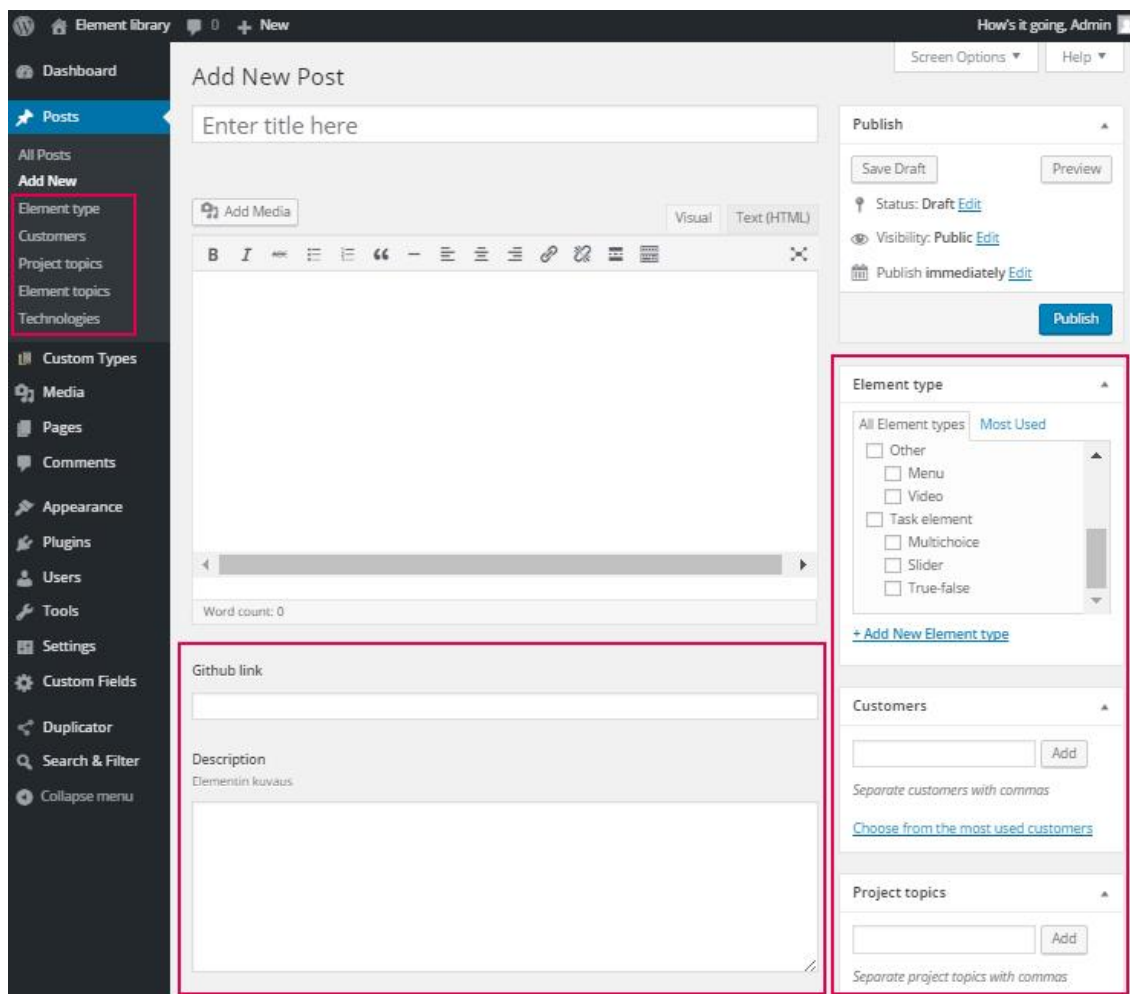 Element library 0 + New How's it going, Admin
Screen Options ▼ Help ▼
Dashboard
Posts
All Posts
Add New
Element type
Customers
Project topics
Element topics
Technologies
Custom Types
Media
Pages
Comments
Appearance
Plugins
Users
Tools
Settings
Custom Fields
Duplicator
Search & Filter
Collapse menu
Add New Post
Enter title here
Add Media
Visual Text (HTML)
B I ABC
Word count: 0
Github link
Description
Elementin kuvaus
Publish
Save Draft Preview
Status: Draft Edit
Visibility: Public Edit
Publish immediately Edit
Publish
Element type
All Element types Most Used
Other
Menu
Video
Task element
Multichoice
Slider
True-false
+ Add New Element type
Customers
Add
Separate customers with commas
Choose from the most used customers
Project topics
Add
Separate project topics with commas